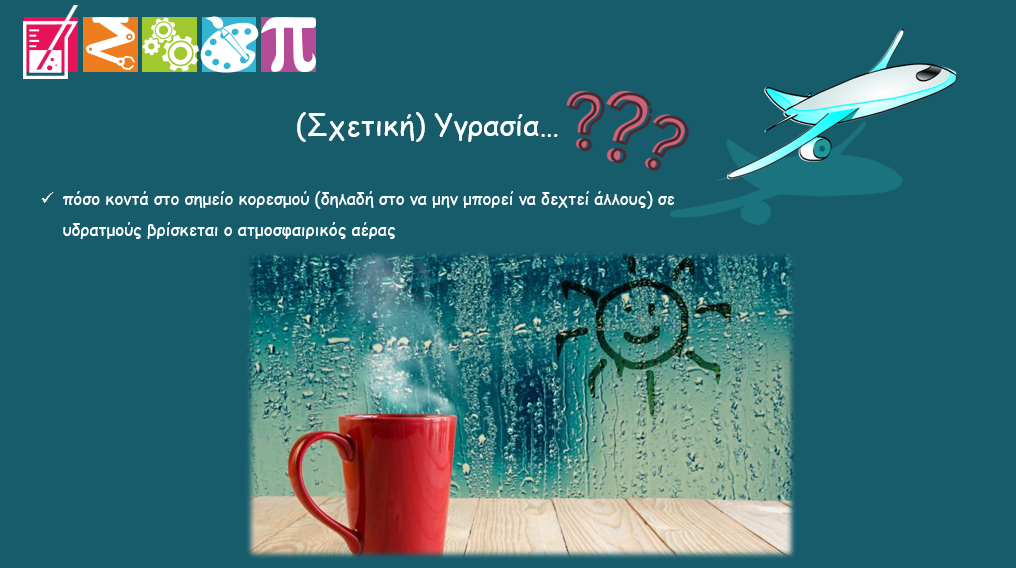 (Σχετική) Υγρασία...
???
✓ πόσο κοντά στο σημείο κορεσμού (δηλαδή στο να μην μπορεί να δεχτεί άλλους) σε
υδρατμούς βρίσκεται ο ατμοσφαιρικός αέρας